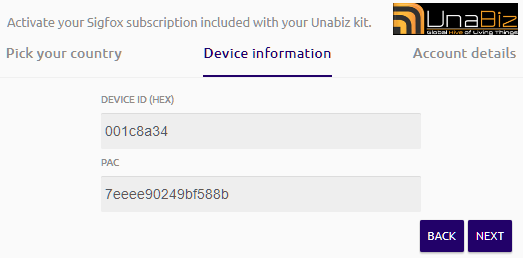 Activate your Sigfox subscription included with your Unabiz kit.
UnaBiz
Global Hive of Living Things
Pick your country
Device information
Account details
DEVICE ID (HEX)
001c8a34
PAC
7eeee90249bf588b
BACK
NEXT